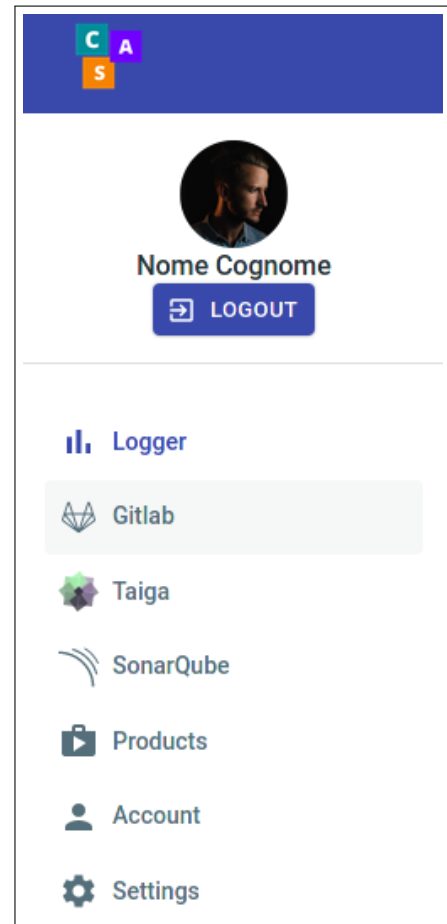 C A
S
Nome Cognome
LOGOUT
Logger
Gitlab
Taiga
SonarQube
Products
Account
Settings